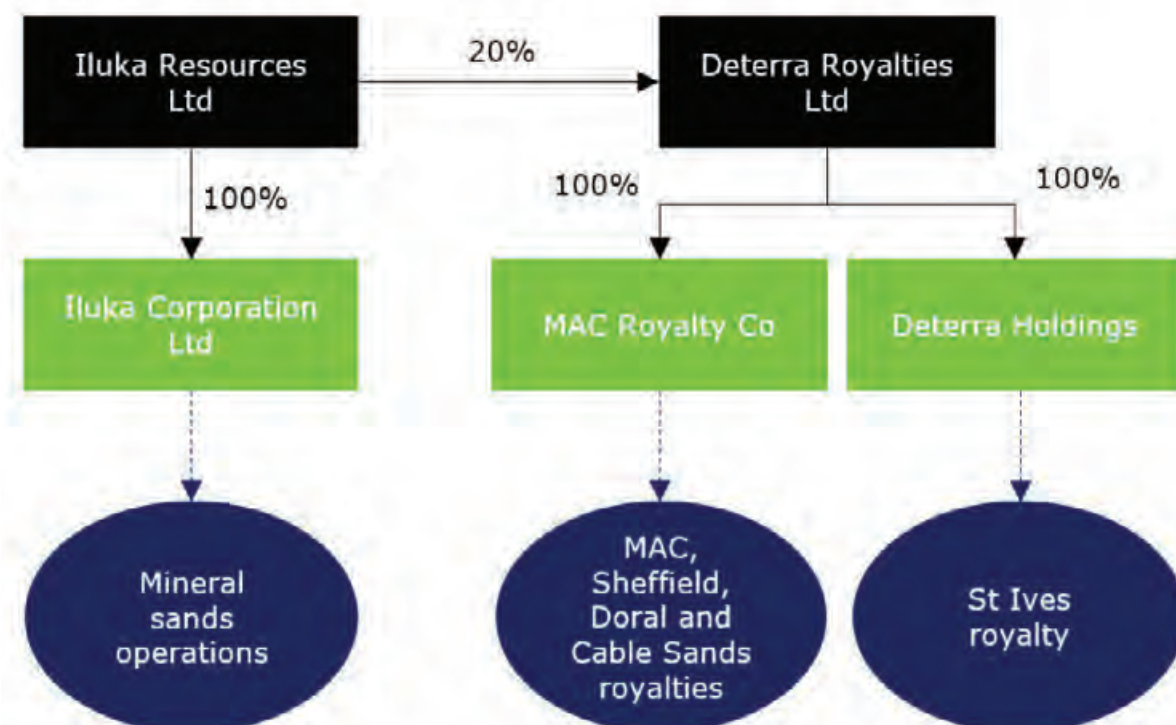 Iluka Resources
Ltd
20%
Deterra Royalties
Ltd
100%
100%
100%
Iluka Corporation
Ltd
MAC Royalty Co
Deterra Holdings
Mineral
sands
operations
MAC,
Sheffield,
Doral and
Cable Sands
royalties
St Ives
royalty